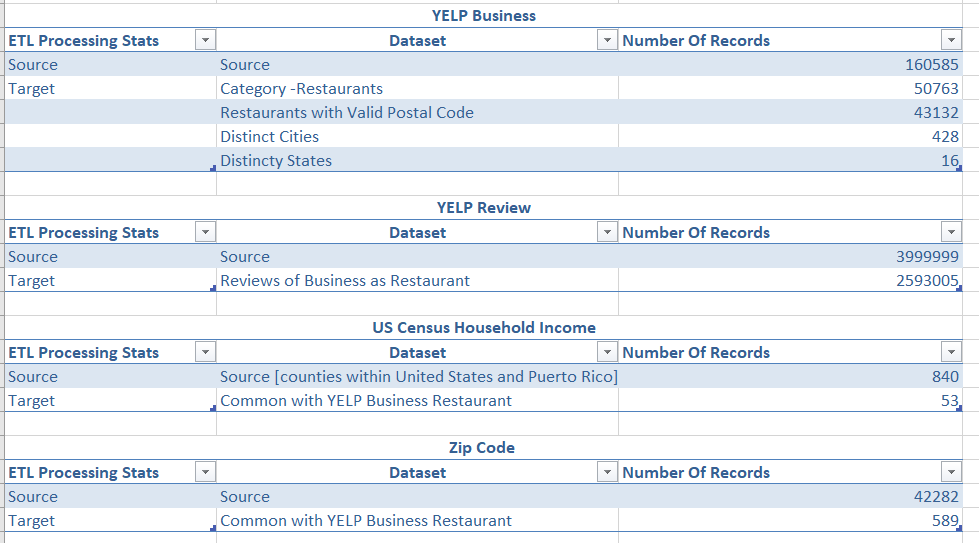 YELP Business
ETL Processing Stats Dataset Number Of Records
Source Source 160585
Target Category -Restaurants 50763
Restaurants with Valid Postal Code 43132
Distinct Cities 428
Distincty States 16
YELP Review
ETL Processing Stats Dataset Number Of Records
Source Source 3999999
Target Reviews of Business as Restaurant 2593005
US Census Household Income
ETL Processing Stats Dataset Number Of Records
Source Source [counties within United States and Puerto Rico] 840
Target Common with YELP Business Restaurant 53
Zip Code
ETL Processing Stats Dataset Number Of Records
Source Source 42282
Target Common with YELP Business Restaurant 589